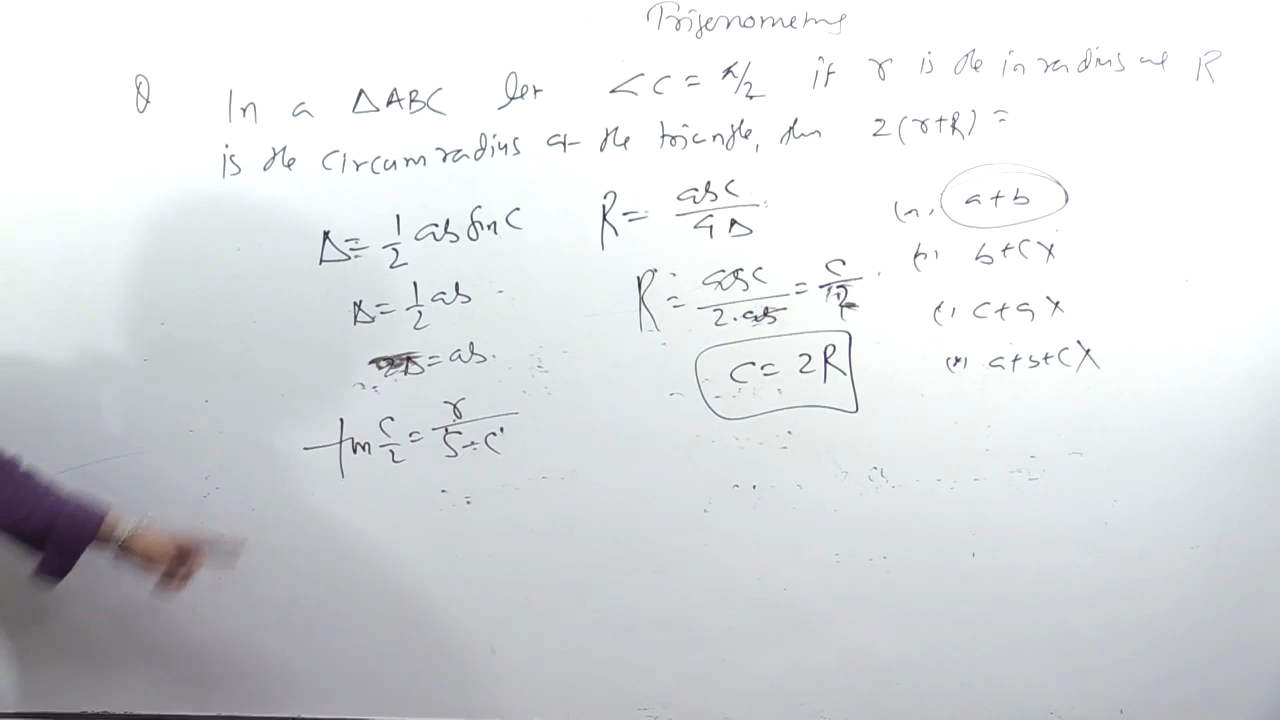 Trigonometry
Q In a △ABC let ∠C = π/2 if r is the inradius and R
is the circumradius of the triangle, then 2(r+R) =
(a) a+b
(b) b+c X
(c) c+a X
a+b+c X
Δ = 1/2 ab sin C
Δ = 1/2 ab
2Δ = ab.
tan C/2 = r/(S-C)
R = abc/4Δ
R = abc/2.ab = c/2
C = 2R